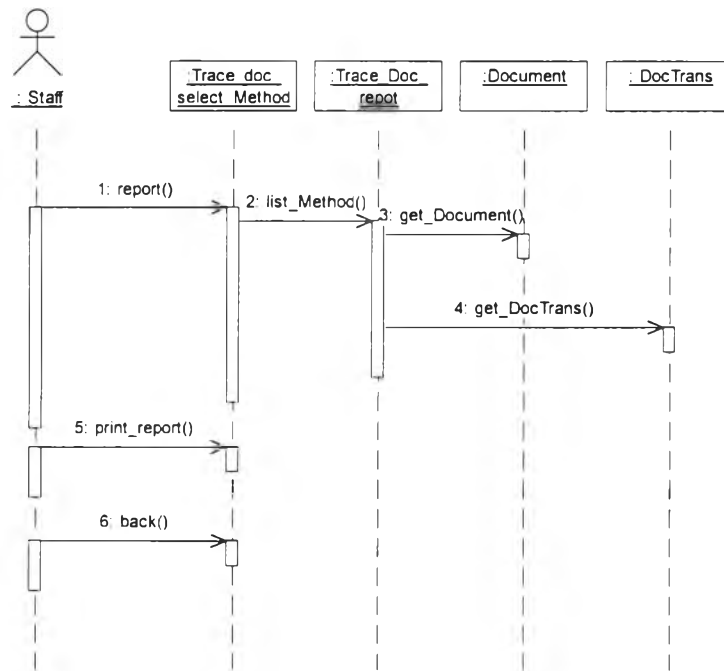 : Staff
:Trace_doc
select_Method
:Trace_Doc
repot
:Document
: DocTrans
1: report()
2: list_Method()
3: get_Document()
4: get_DocTrans()
5: print_report()
6: back()